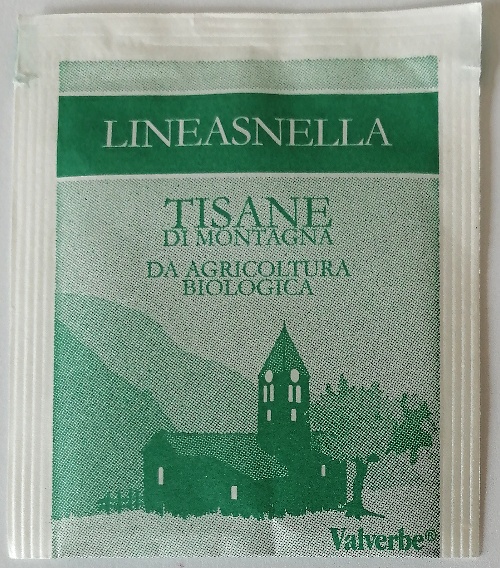 LINEASNELLA
TISANE
DI MONTAGNA
DA AGRICOLTURA
BIOLOGICA
Valverbe®